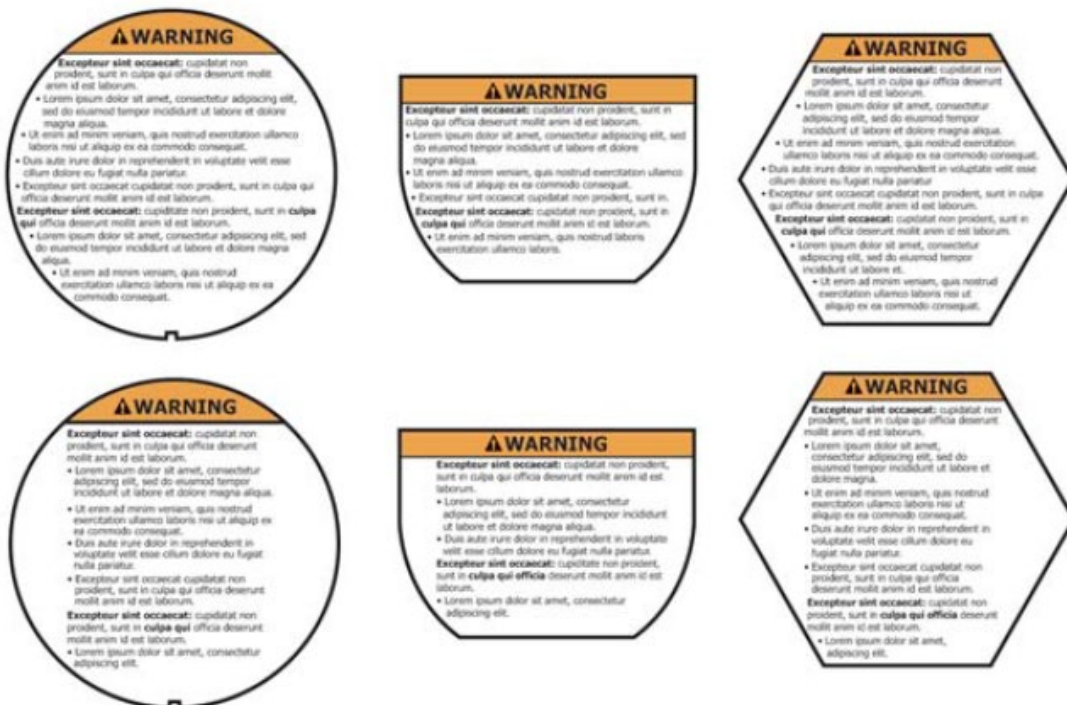 WARNING
Excepteur sint occaecat: cupidatat non
proident, sunt in culpa qui officia deserunt mollit
anim id est laborum.
• Lorem ipsum dolor sit amet, consectetur adipiscing elit,
sed do eiusmod tempor incididunt ut labore et dolore
magna aliqua.
• Ut enim ad minim veniam, quis nostrud exercitation ullamco
laboris nisi ut aliquip ex ea commodo consequat.
• Duis aute irure dolor in reprehenderit in voluptate velit esse
cillum dolore eu fugiat nulla pariatur.
• Excepteur sint occaecat cupidatat non proident, sunt in culpa qui
officia deserunt mollit anim id est laborum.
Excepteur sint occaecat: cupiditate non proident, sunt in culpa
qui officia deserunt mollit anim id est laborum.
• Lorem ipsum dolor sit amet, consectetur adipisicing elit, sed
do eiusmod tempor incididunt ut labore et dolore magna
aliqua.
• Ut enim ad minim veniam, quis nostrud
exercitation ullamco laboris nisi ut aliquip ex ea
commodo consequat.
WARNING
Excepteur sint occaecat: cupidatat non proident, sunt in
culpa qui officia deserunt mollit anim id est laborum.
• Lorem ipsum dolor sit amet, consectetur adipiscing elit, sed
do eiusmod tempor incididunt ut labore et dolore
magna aliqua.
• Ut enim ad minim veniam, quis nostrud exercitation ullamco
laboris nisi ut aliquip ex ea commodo consequat.
• Excepteur sint occaecat cupidatat non proident, sunt in.
Excepteur sint occaecat: cupidatat non proident, sunt in
culpa qui officia deserunt mollit anim id est laborum.
• Ut enim ad minim veniam, quis nostrud laboris
exercitation ullamco laboris.
WARNING
Excepteur sint occaecat: cupidatat non
proident, sunt in culpa qui officia deserunt
mollit anim id est laborum.
• Lorem ipsum dolor sit amet, consectetur
adipiscing elit, sed do eiusmod tempor
incididunt ut labore et dolore magna aliqua.
• Ut enim ad minim veniam, quis nostrud exercitation
ullamco laboris nisi ut aliquip ex ea commodo consequat.
• Duis aute irure dolor in reprehenderit in voluptate velit esse
cillum dolore eu fugiat nulla pariatur
• Excepteur sint occaecat cupidatat non proident, sunt in culpa
qui officia deserunt mollit anim id est laborum.
Excepteur sint occaecat: cupidatat non proident, sunt in
culpa qui officia deserunt mollit anim id est laborum.
• Lorem ipsum dolor sit amet, consectetur
adipiscing elit, sed do eiusmod tempor
incididunt ut labore et.
• Ut enim ad minim veniam, quis nostrud
exercitation ullamco laboris nisi ut
aliquip ex ea commodo consequat.
WARNING
Excepteur sint occaecat: cupidatat non
proident, sunt in culpa qui officia deserunt
mollit anim id est laborum.
• Lorem ipsum dolor sit amet, consectetur
adipiscing elit, sed do eiusmod tempor
incididunt ut labore et dolore magna aliqua.
• Ut enim ad minim veniam, quis nostrud
exercitation ullamco laboris nisi ut aliquip ex
ea commodo consequat.
• Duis aute irure dolor in reprehenderit in
voluptate velit esse cillum dolore eu fugiat
nulla pariatur.
• Excepteur sint occaecat cupidatat non
proident, sunt in culpa qui officia deserunt
mollit anim id est laborum.
Excepteur sint occaecat: cupidatat non
proident, sunt in culpa qui officia deserunt
mollit anim id est laborum.
• Lorem ipsum dolor sit amet, consectetur
adipiscing elit.
WARNING
Excepteur sint occaecat: cupidatat non proident,
sunt in culpa qui officia deserunt mollit anim id est
laborum.
• Lorem ipsum dolor sit amet, consectetur
adipiscing elit, sed do eiusmod tempor incididunt
ut labore et dolore magna aliqua.
• Duis aute irure dolor in reprehenderit in voluptate
velit esse cillum dolore eu fugiat nulla pariatur.
Excepteur sint occaecat: cupiditate non proident,
sunt in culpa qui officia deserunt mollit anim id est
laborum.
• Lorem ipsum dolor sit amet, consectetur
adipiscing elit.
WARNING
Excepteur sint occaecat: cupidatat non
proident, sunt in culpa qui officia deserunt
mollit anim id est laborum.
• Lorem ipsum dolor sit amet,
consectetur adipiscing elit, sed do
eiusmod tempor incididunt ut labore et
dolore magna.
• Ut enim ad minim veniam, quis nostrud
exercitation ullamco laboris nisi ut
aliquip ex ea commodo consequat.
• Duis aute irure dolor in reprehenderit in
voluptate velit esse cillum dolore eu
fugiat nulla pariatur.
• Excepteur sint occaecat cupidatat non
proident, sunt in culpa qui officia
deserunt mollit anim id est laborum.
Excepteur sint occaecat: cupidatat non
proident, sunt in culpa qui officia deserunt
mollit anim id est laborum.
• Lorem ipsum dolor sit amet,
adipiscing elit.